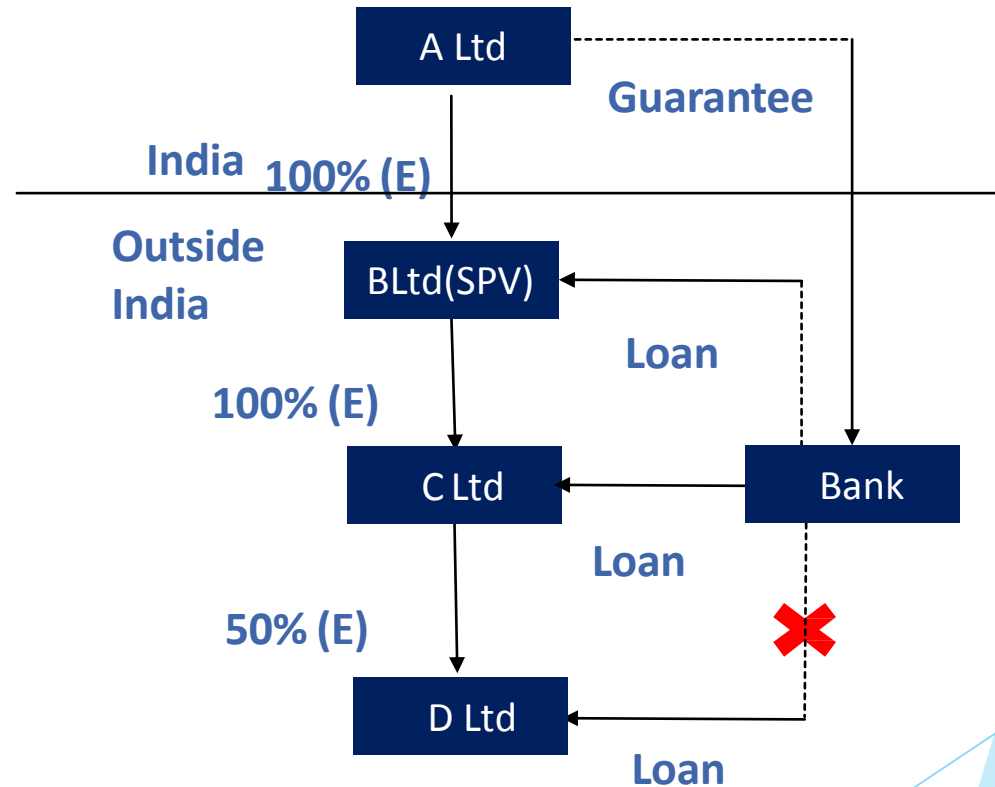 A Ltd
Guarantee
India
100% (E)
Outside
India
BLtd(SPV)
Loan
100% (E)
C Ltd
Bank
Loan
50% (E)
D Ltd
Loan